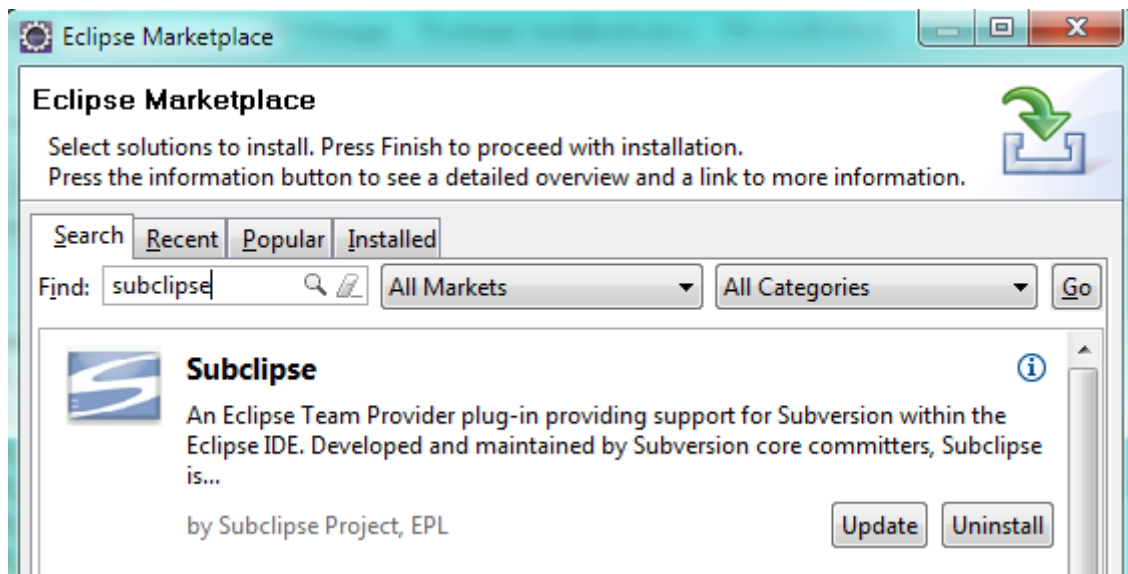 Eclipse Marketplace
Eclipse Marketplace
Select solutions to install. Press Finish to proceed with installation.
Press the information button to see a detailed overview and a link to more information.
Search Recent Popular Installed
Find: subclipse All Markets All Categories Go
Subclipse
An Eclipse Team Provider plug-in providing support for Subversion within the
Eclipse IDE. Developed and maintained by Subversion core committers, Subclipse
is...
by Subclipse Project, EPL Update Uninstall